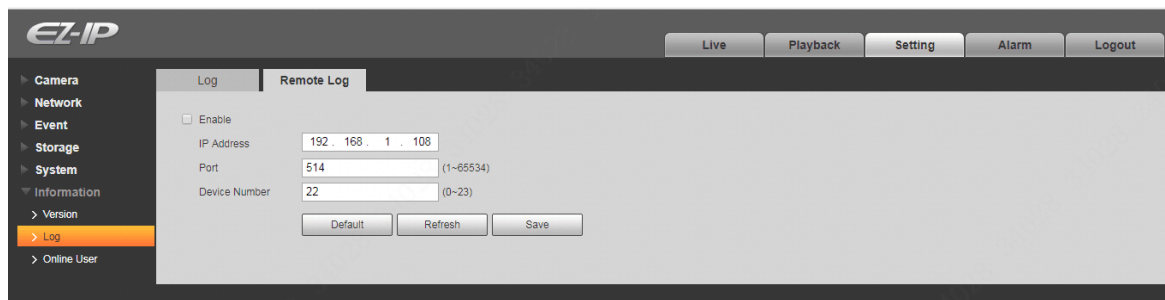 EZ-IP
Live Playback Setting Alarm Logout
Camera
Network
Event
Storage
System
Information
Version
Log
Online User
Log Remote Log
Enable
IP Address 192 . 168 . 1 . 108
Port 514 (1~65534)
Device Number 22 (0~23)
Default Refresh Save